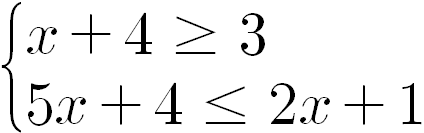 x + 4 ≥ 3
5x + 4 ≤ 2x + 1